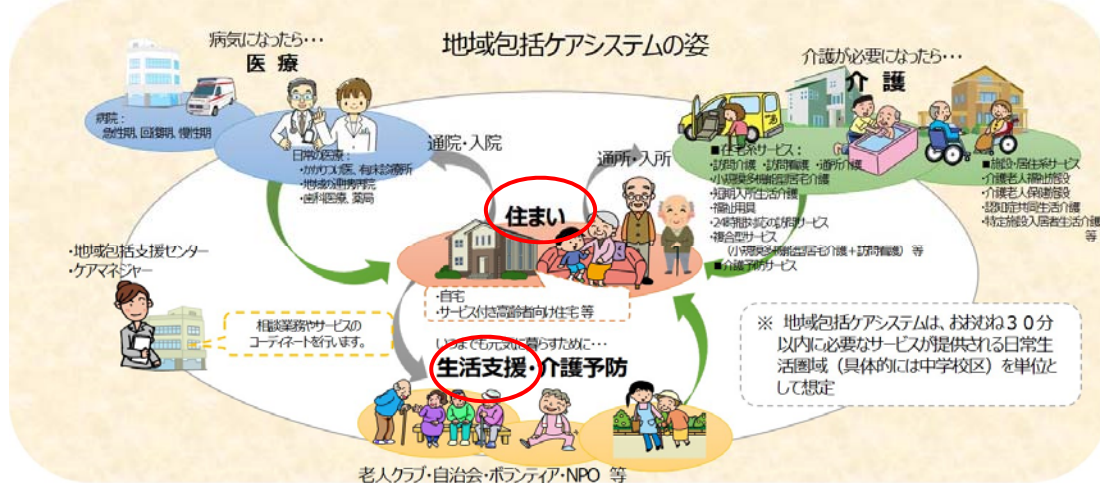 地域包括ケアシステムの姿
病気になったら・・・
医 療
病院：
急性期、回復期、慢性期
日常の医療：
・かかりつけ医、有床診療所
・地域の連携病院
・歯科医療、薬局
通院・入院
通所・入所
介護が必要になったら・・・
介 護
■在宅系サービス：
・訪問介護・訪問看護・通所介護
・小規模多機能型居宅介護
・短期入所生活介護
・福祉用具
・24時間対応の訪問サービス
・複合型サービス
（小規模多機能型居宅介護＋訪問看護） 等
■介護予防サービス
■施設・居住系サービス
・介護老人福祉施設
・介護老人保健施設
・認知症共同生活介護
・特定施設入居者生活介護
等
住まい
・自宅
・サービス付き高齢者向け住宅 等
・地域包括支援センター
・ケアマネジャー
相談業務やサービスの
コーディネートを行います。
いつまでも元気に暮らすために・・・
生活支援・介護予防
老人クラブ・自治会・ボランティア・NPO 等
※ 地域包括ケアシステムは、おおむね３０分
以内に必要なサービスが提供される日常生
活圏域（具体的には中学校区）を単位と
して想定